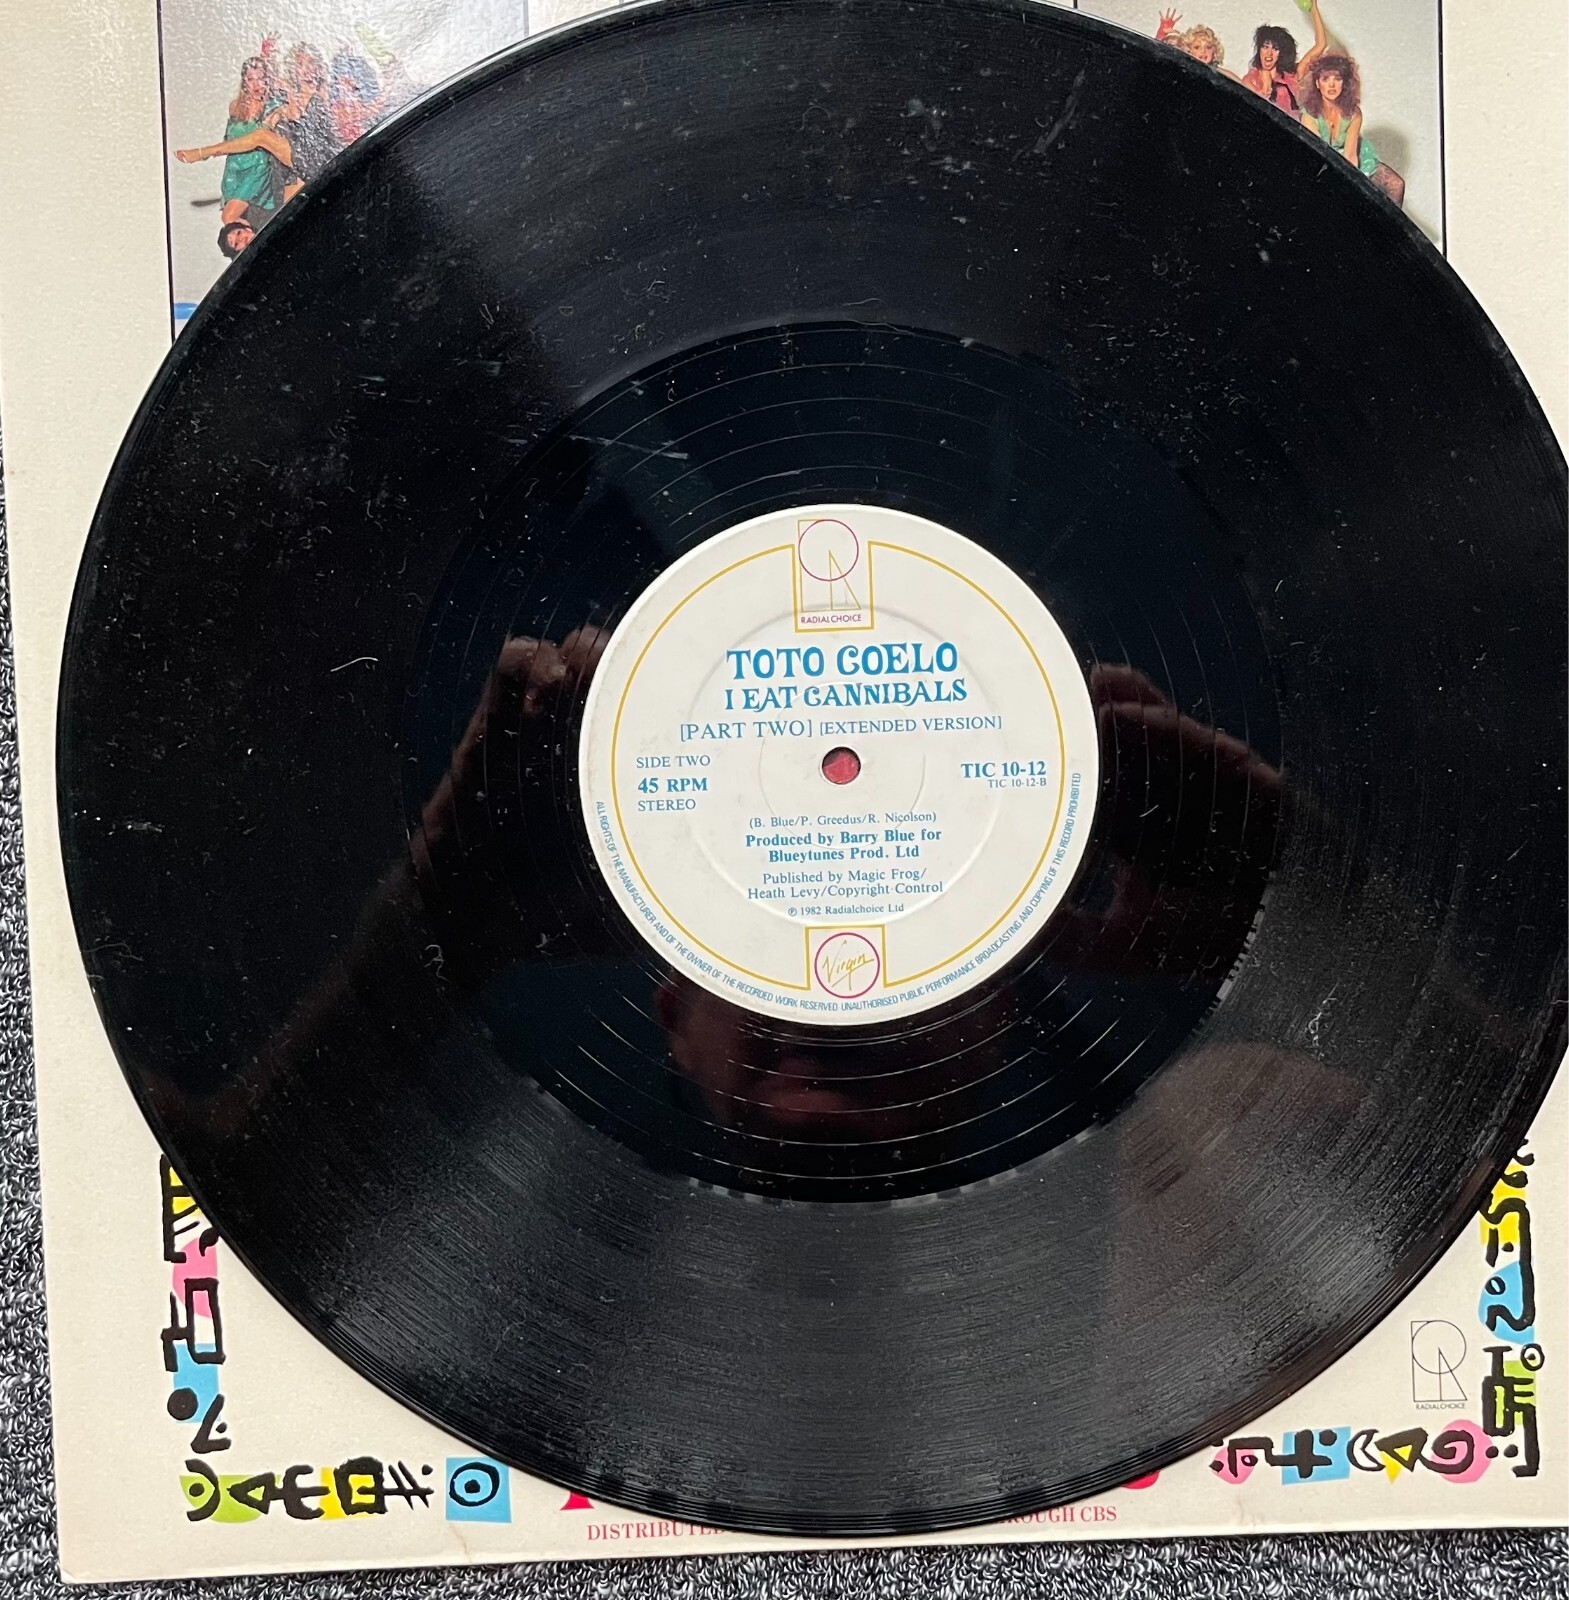 RADIALCHOICE
TOTO COELO
I EAT CANNIBALS
[PART TWO] [EXTENDED VERSION]
SIDE TWO
45 RPM
STEREO
TIC 10-12
TIC 10-12-B
(B. Blue/P. Greedus/R. Nicolson)
Produced by Barry Blue for
Blueytunes Prod. Ltd
Published by Magic Frog/
Heath Levy/Copyright Control
℗ 1982 Radialchoice Ltd
Virgin
ALL RIGHTS OF THE MANUFACTURER AND OF THE OWNER OF THE RECORDED WORK RESERVED UNAUTHORISED PUBLIC PERFORMANCE BROADCASTING AND COPYING OF THIS RECORD PROHIBITED
RADIALCHOICE
CBS